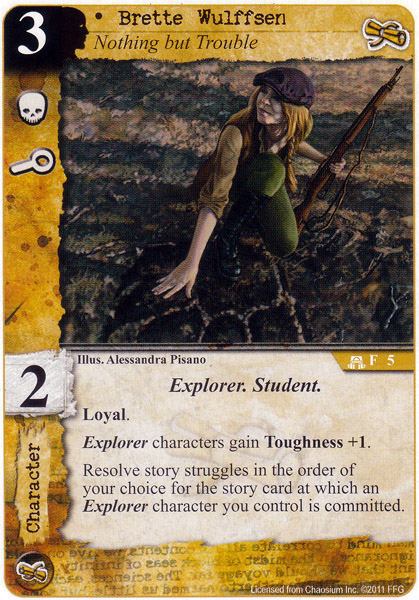 3
• Brette Wulffsen
Nothing but Trouble
Illus. Alessandra Pisano
F 5
2
Explorer. Student.
Loyal.
Explorer characters gain Toughness +1.
Resolve story struggles in the order of
your choice for the story card at which an
Explorer character you control is committed.
Character
Licensed from Chaosium Inc. ©2011 FFG